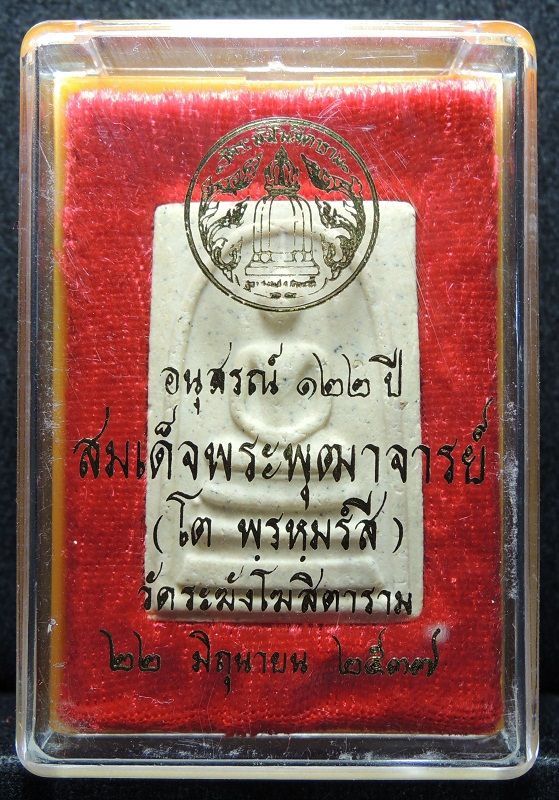 อนุสรณ์ ๑๒๒ ปี
สมเด็จพระพุฒาจารย์
(โต พฺรหฺมรํสี)
วัดระฆังโฆสิตาราม
๒๒ มิถุนายน ๒๕๓๗